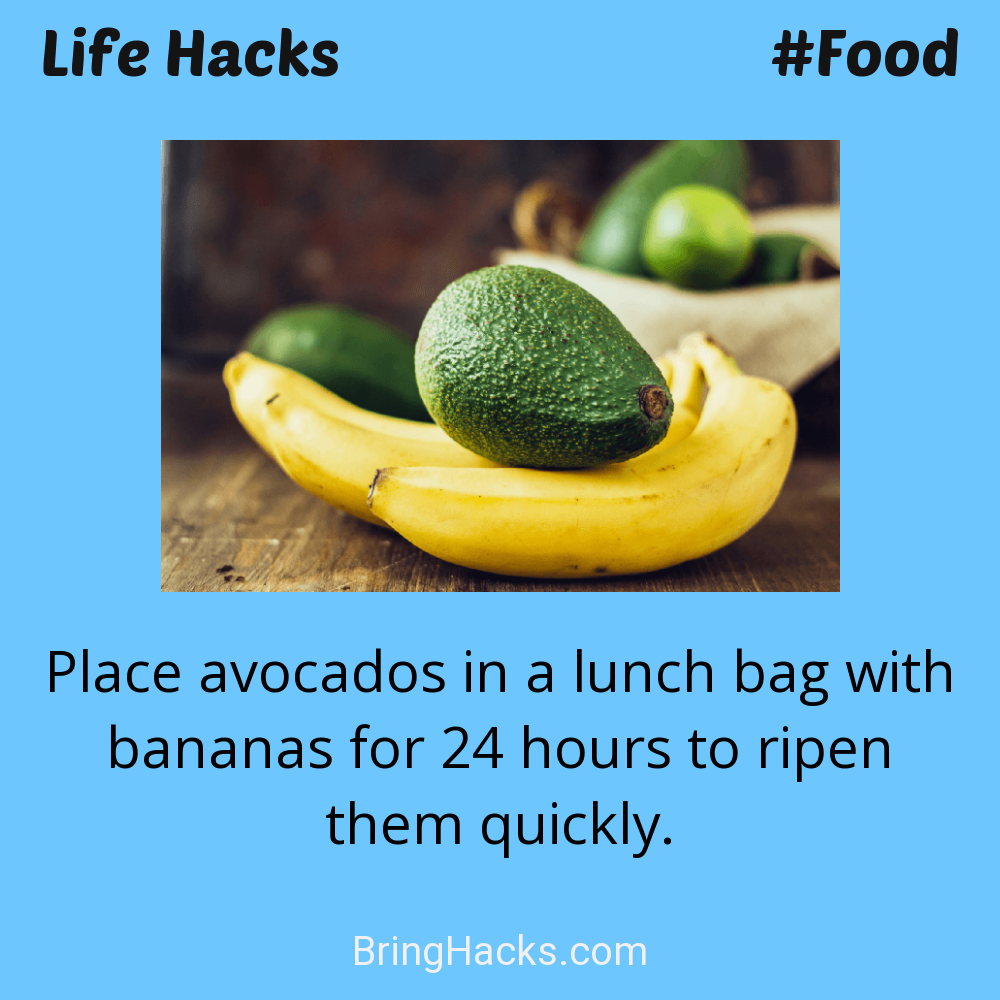 Life Hacks #Food
Place avocados in a lunch bag with
bananas for 24 hours to ripen
them quickly.
BringHacks.com